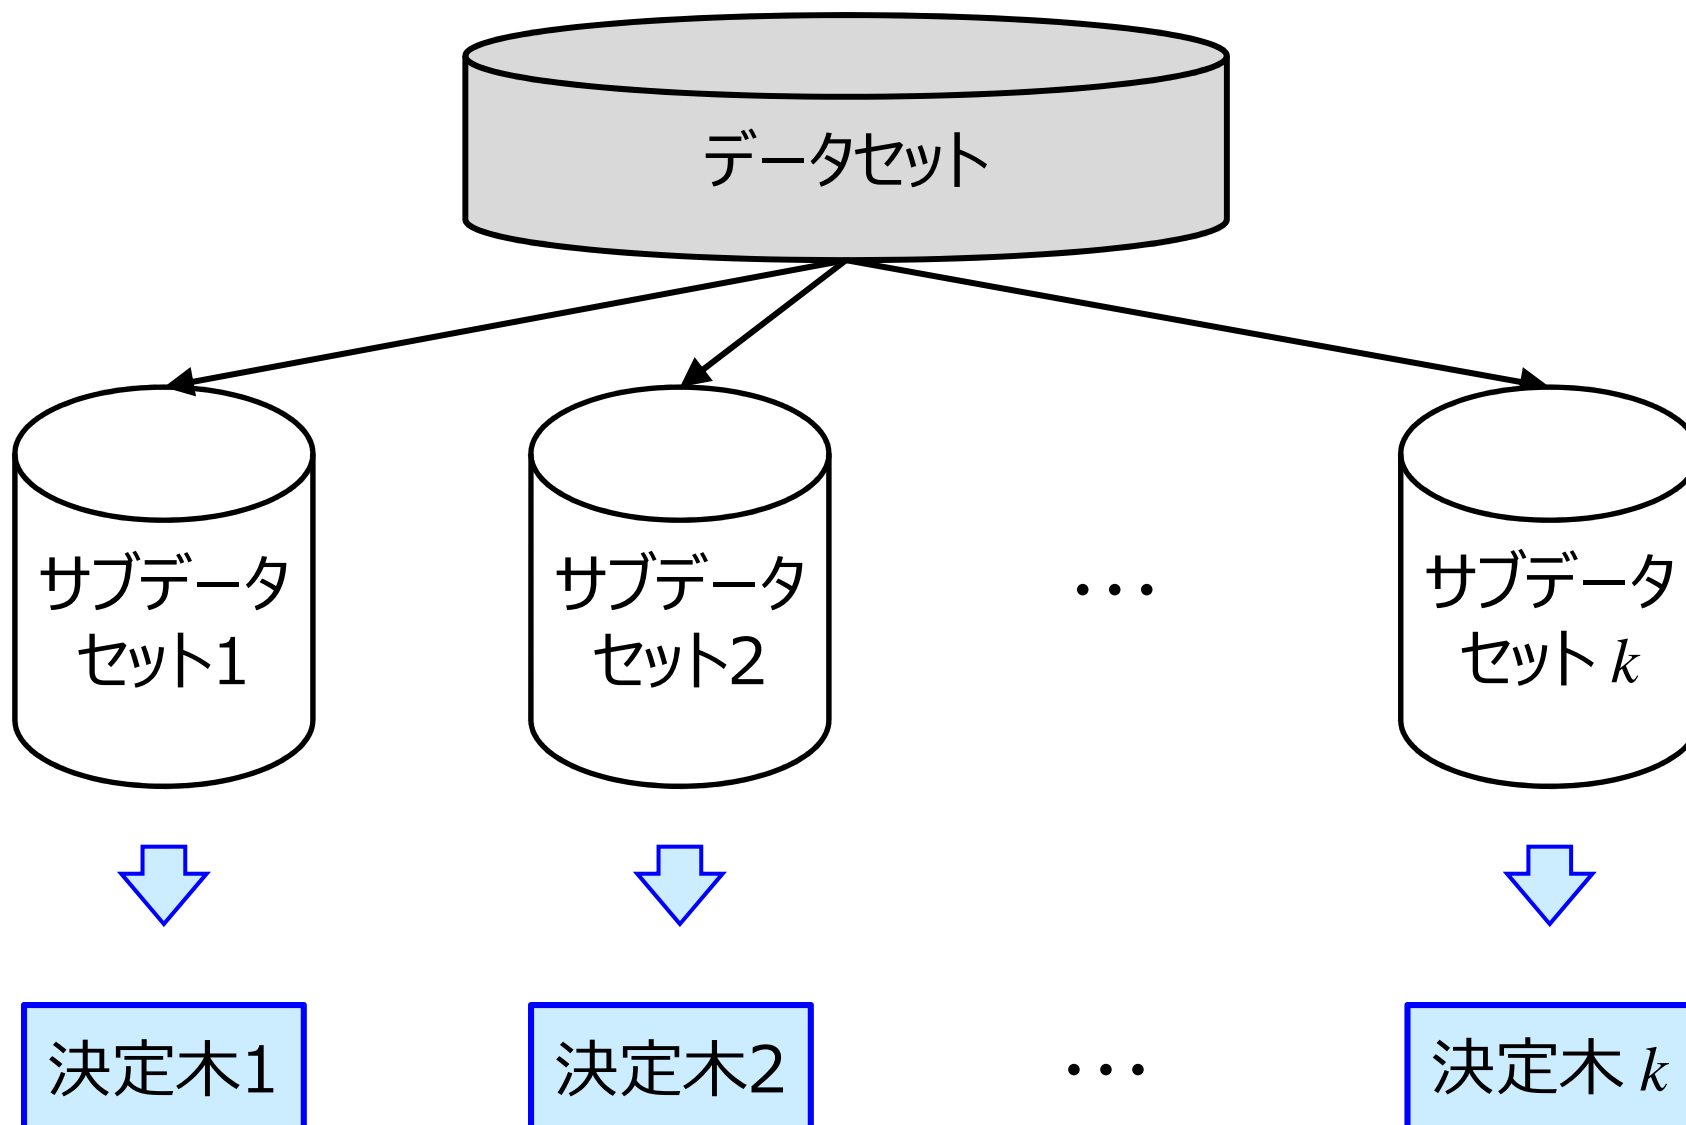 データセット
サブデータ
セット1
サブデータ
セット2
…
サブデータ
セット k
決定木1
決定木2
…
決定木 k